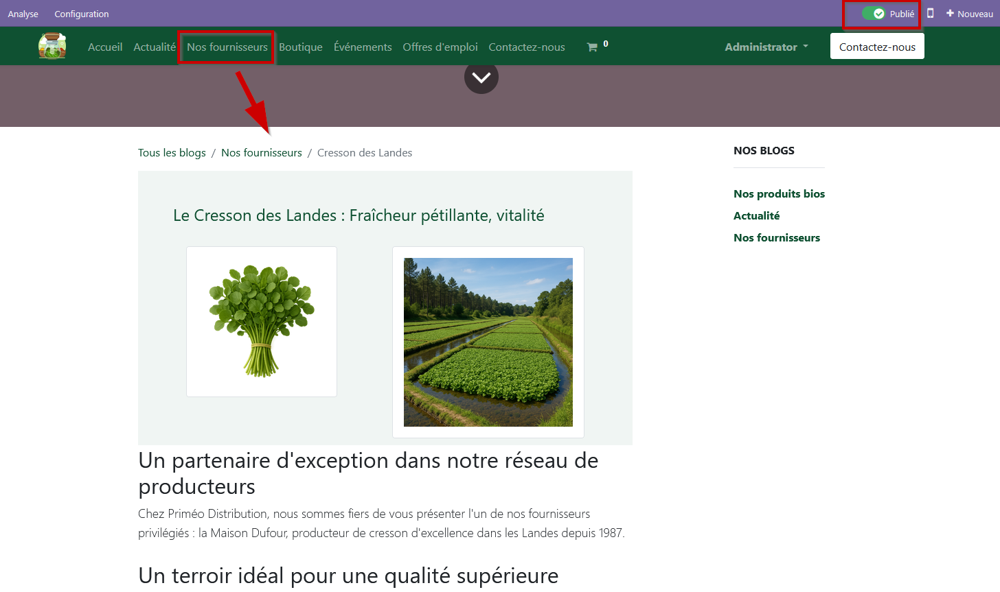 Analyse Configuration Publié Nouveau
Accueil Actualité Nos fournisseurs Boutique Événements Offres d'emploi Contactez-nous 0 Administrator Contactez-nous
Tous les blogs / Nos fournisseurs / Cresson des Landes
NOS BLOGS
Nos produits bios
Actualité
Nos fournisseurs
Le Cresson des Landes : Fraîcheur pétillante, vitalité
Un partenaire d'exception dans notre réseau de
producteurs
Chez Priméo Distribution, nous sommes fiers de vous présenter l'un de nos fournisseurs
privilégiés : la Maison Dufour, producteur de cresson d'excellence dans les Landes depuis 1987.
Un terroir idéal pour une qualité supérieure